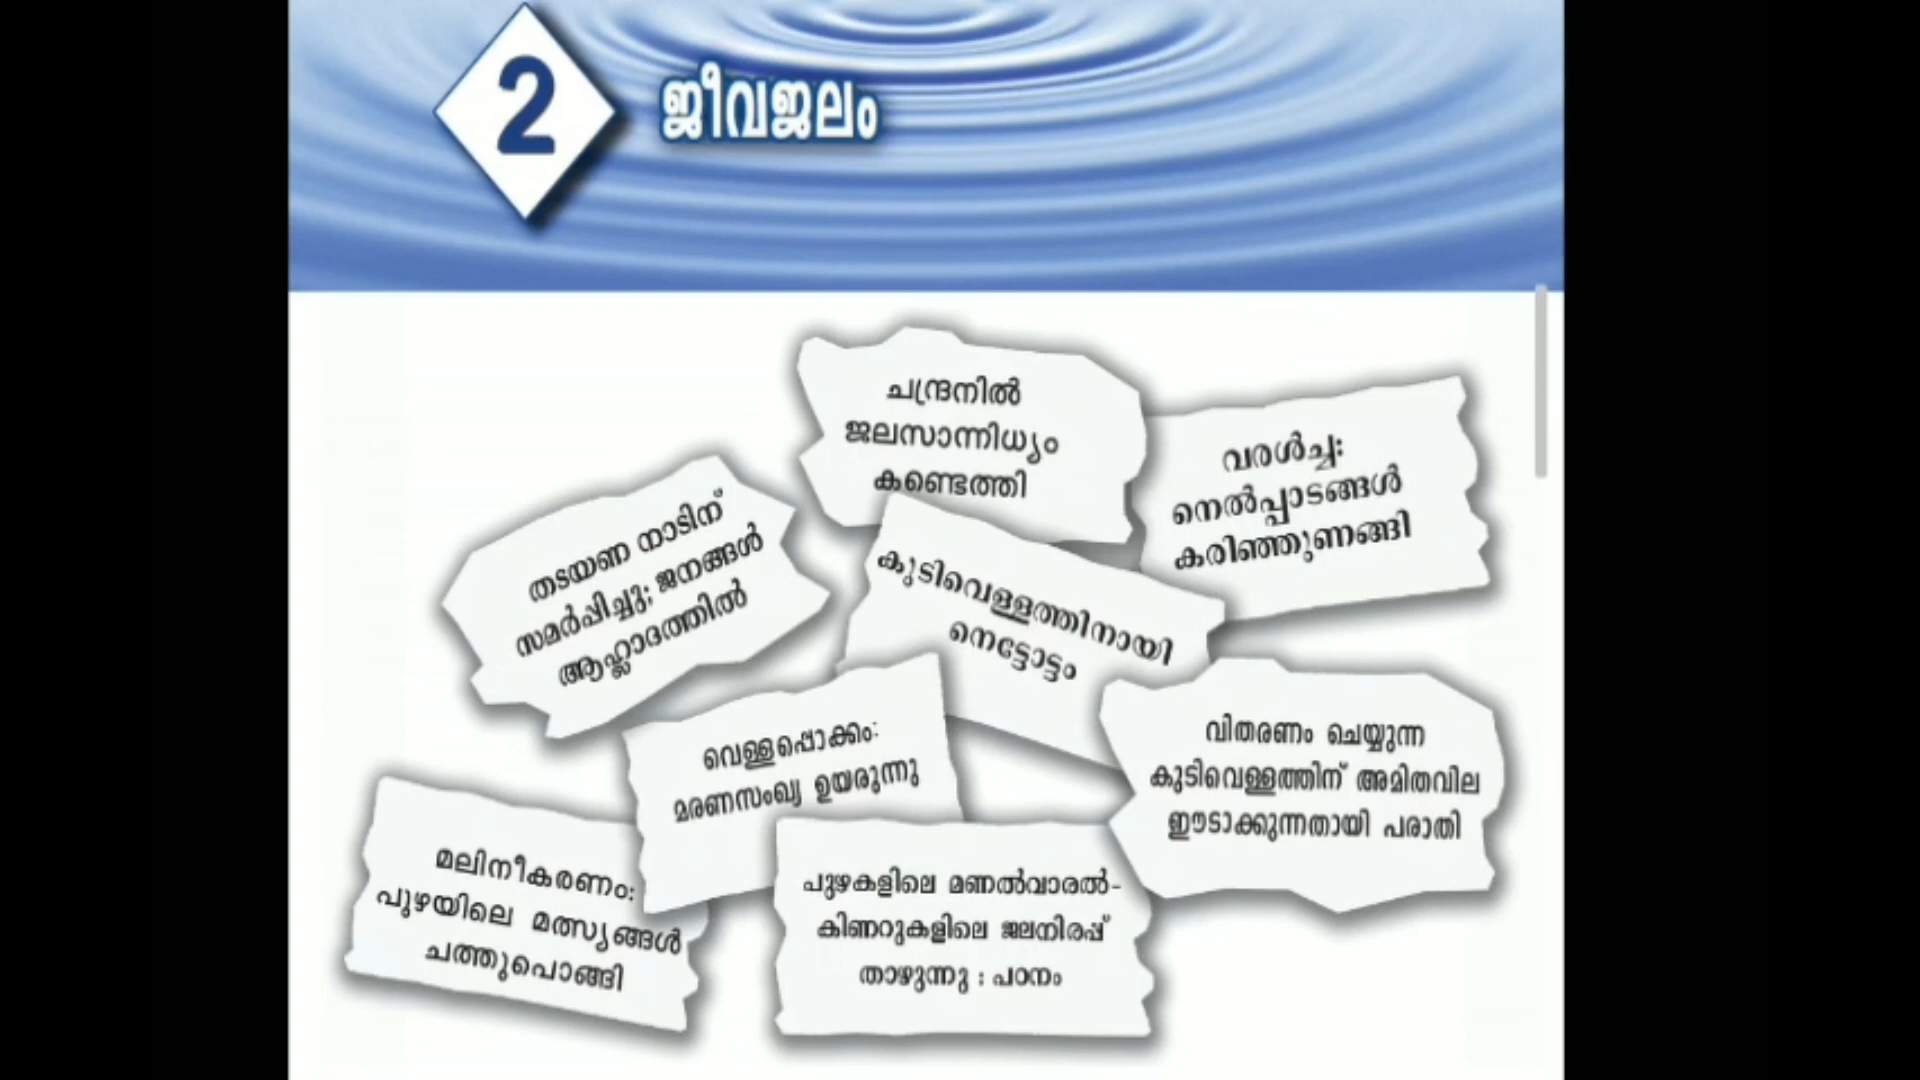 2
ജീവജലം
ചന്ദ്രനിൽ
ജലസാന്നിധ്യം
കണ്ടെത്തി
വരൾച്ച:
നെൽപ്പാടങ്ങൾ
കരിഞ്ഞുണങ്ങി
തടയണ നാടിന്
സമർപ്പിച്ചു; ജനങ്ങൾ
ആഹ്ലാദത്തിൽ
കുടിവെള്ളത്തിനായി
നെട്ടോട്ടം
വെള്ളപ്പൊക്കം:
മരണസംഖ്യ ഉയരുന്നു
വിതരണം ചെയ്യുന്ന
കുടിവെള്ളത്തിന് അമിതവില
ഈടാക്കുന്നതായി പരാതി
മലിനീകരണം:
പുഴയിലെ മത്സ്യങ്ങൾ
ചത്തുപൊങ്ങി
പുഴകളിലെ മണൽവാരൽ-
കിണറുകളിലെ ജലനിരപ്പ്
താഴുന്നു : പഠനം